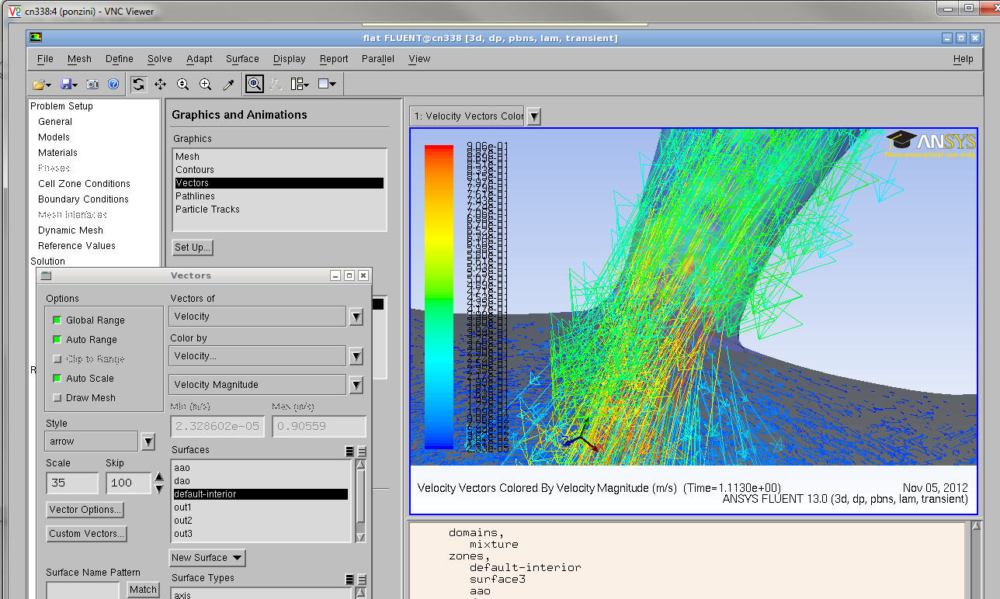 cn338:4 (ponzini) - VNC Viewer
flat FLUENT@cn338 [3d, dp, pbns, lam, transient]
File Mesh Define Solve Adapt Surface Display Report Parallel View Help
Problem Setup
General
Models
Materials
Phases
Cell Zone Conditions
Boundary Conditions
Mesh Interfaces
Dynamic Mesh
Reference Values
Solution
Graphics and Animations
Graphics
Mesh
Contours
Vectors
Pathlines
Particle Tracks
Set Up...
Vectors
Options
Global Range
Auto Range
Clip to Range
Auto Scale
Draw Mesh
Style
arrow
Scale Skip
35 100
Vector Options...
Custom Vectors...
Surface Name Pattern
Match
Vectors of
Velocity
Color by
Velocity...
Velocity Magnitude
Min (m/s) Max (m/s)
2.328602e-05 0.90559
Surfaces
aao
dao
default-interior
out1
out2
out3
New Surface
Surface Types
axis
1: Velocity Vectors Color
ANSYS
Noncommercial use only
9.06e-01
2.33e-05
Velocity Vectors Colored By Velocity Magnitude (m/s) (Time=1.1130e+00)
Nov 05, 2012
ANSYS FLUENT 13.0 (3d, dp, pbns, lam, transient)
domains,
mixture
zones,
default-interior
surface3
aao